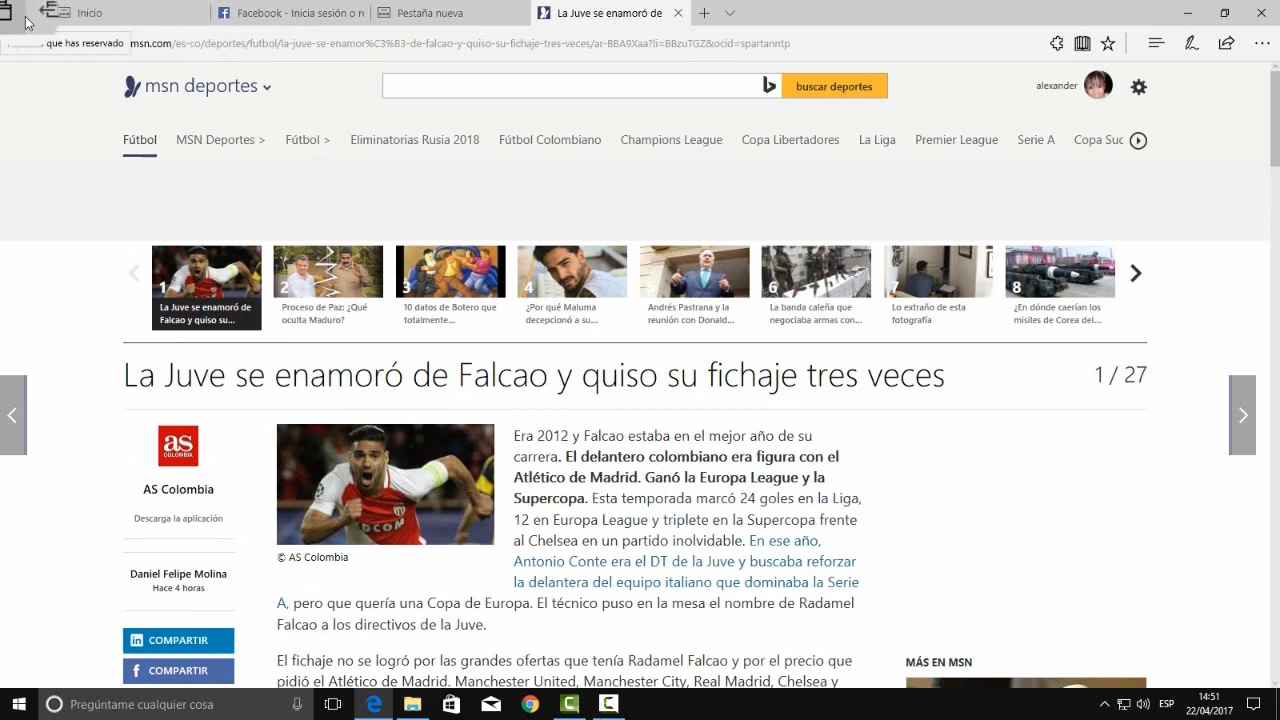 Inicio
Facebook - Inicia sesión o r
Pestaña nueva
La Juve se enamoró de
que has reservado
msn.com/es-co/deportes/futbol/la-juve-se-enamor%C3%B3-de-falcao-y-quiso-su-fichaje-tres-veces/ar-BBA9Xaa?li=BBzuTGZ&ocid=spartanntp
msn deportes
buscar deportes
alexander
Fútbol
MSN Deportes >
Fútbol >
Eliminatorias Rusia 2018
Fútbol Colombiano
Champions League
Copa Libertadores
La Liga
Premier League
Serie A
Copa Suc
1
La Juve se enamoró de
Falcao y quiso su...
2
Proceso de Paz: ¿Qué
oculta Maduro?
3
10 datos de Botero que
totalmente...
4
¿Por qué Maluma
decepcionó a su...
Andrés Pastrana y la
reunión con Donald...
6
La banda caleña que
negociaba armas con...
7
Lo extraño de esta
fotografía
8
¿En dónde caerían los
misiles de Corea del...
La Juve se enamoró de Falcao y quiso su fichaje tres veces
1 / 27
as
COLOMBIA
AS Colombia
Descarga la aplicación
Daniel Felipe Molina
Hace 4 horas
COMPARTIR
COMPARTIR
© AS Colombia
Era 2012 y Falcao estaba en el mejor año de su
carrera. El delantero colombiano era figura con el
Atlético de Madrid. Ganó la Europa League y la
Supercopa. Esta temporada marcó 24 goles en la Liga,
12 en Europa League y triplete en la Supercopa frente
al Chelsea en un partido inolvidable. En ese año,
Antonio Conte era el DT de la Juve y buscaba reforzar
la delantera del equipo italiano que dominaba la Serie
A, pero que quería una Copa de Europa. El técnico puso en la mesa el nombre de Radamel
Falcao a los directivos de la Juve.
El fichaje no se logró por las grandes ofertas que tenía Radamel Falcao y por el precio que
pidió el Atlético de Madrid. Manchester United, Manchester City, Real Madrid, Chelsea y
MÁS EN MSN
Pregúntame cualquier cosa
ESP
14:51
22/04/2017